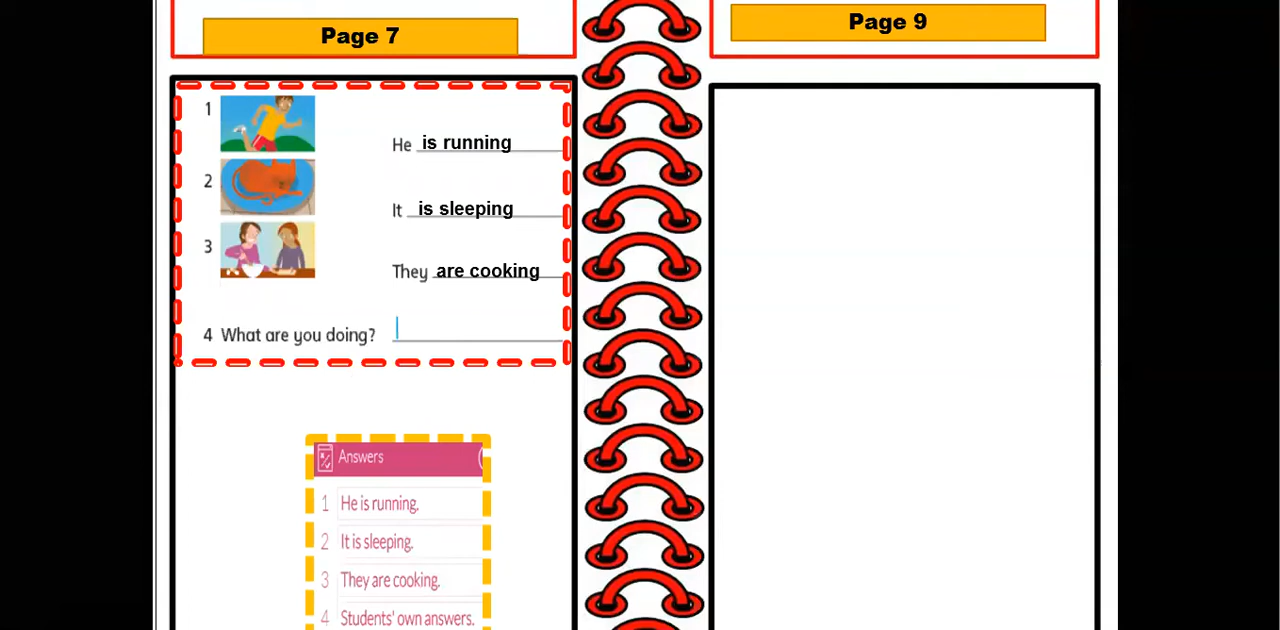 Page 7
1
He is running
2
It is sleeping
3
They are cooking
4 What are you doing?
Answers
1 He is running.
2 It is sleeping.
3 They are cooking.
4 Students' own answers.
Page 9